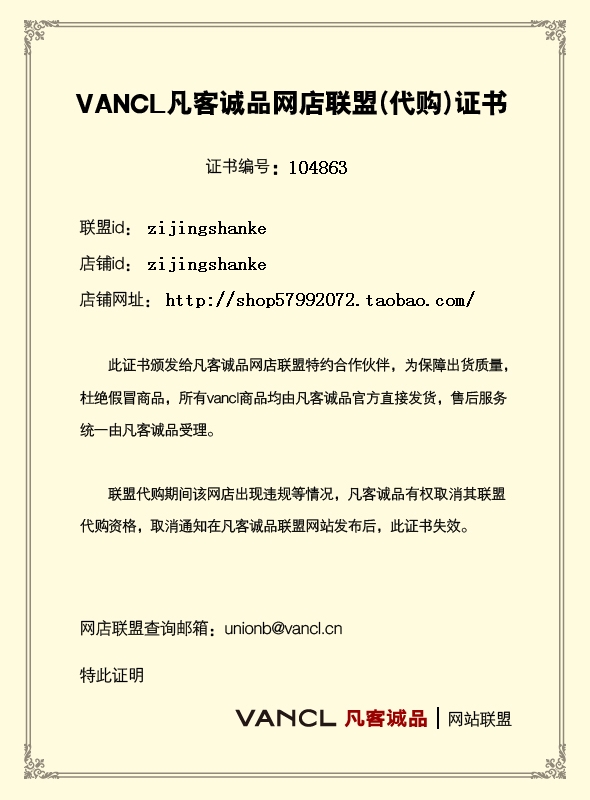 VANCL凡客诚品网店联盟(代购)证书
证书编号：104863
联盟id： zijingshanke
店铺id： zijingshanke
店铺网址： http://shop57992072.taobao.com/
此证书颁发给凡客诚品网店联盟特约合作伙伴，为保障出货质量，
杜绝假冒商品，所有vancl商品均由凡客诚品官方直接发货，售后服务
统一由凡客诚品受理。
联盟代购期间该网店出现违规等情况，凡客诚品有权取消其联盟
代购资格，取消通知在凡客诚品联盟网站发布后，此证书失效。
网店联盟查询邮箱：unionb@vancl.cn
特此证明
VANCL 凡客诚品 | 网站联盟